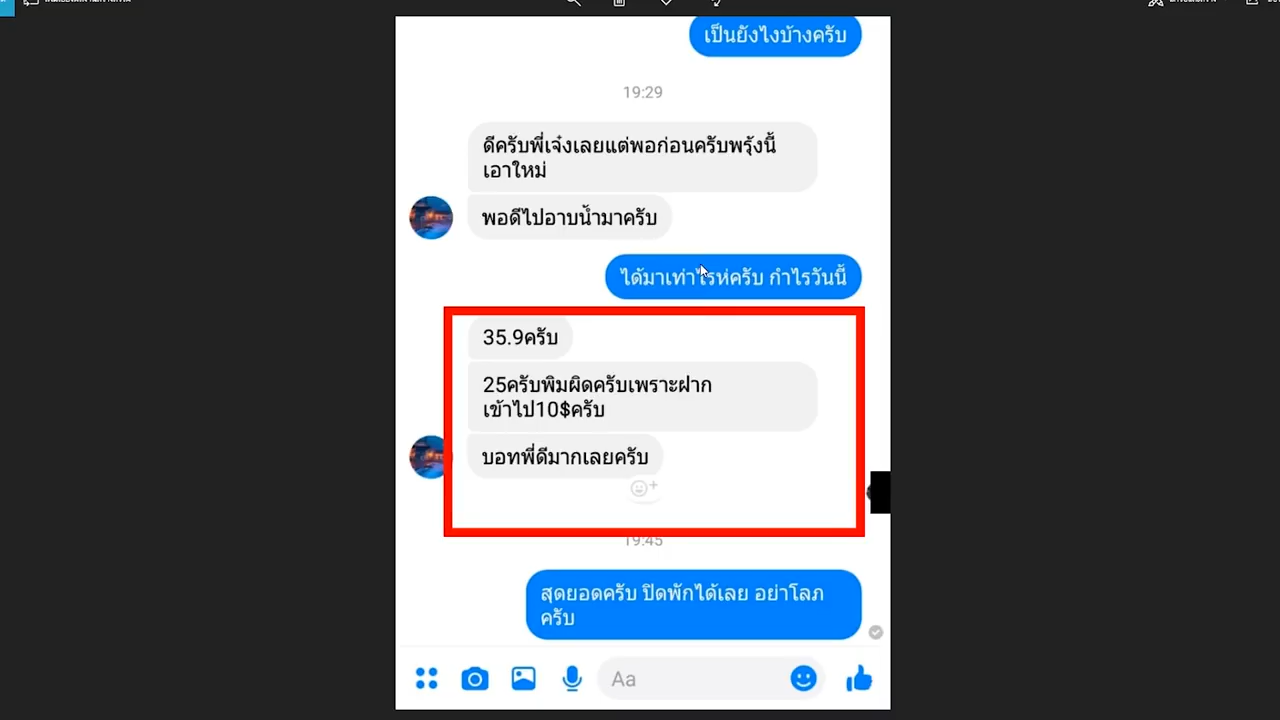 เป็นยังไงบ้างครับ
19:29
ดีครับพี่เจ๋งเลยแต่พอก่อนครับพรุ้งนี้
เอาใหม่
พอดีไปอาบน้ำมาครับ
ได้มาเท่าไรห่ครับ กำไรวันนี้
35.9ครับ
25ครับพิมผิดครับเพราะฝาก
เข้าไป10$ครับ
บอทพี่ดีมากเลยครับ
19:45
สุดยอดครับ ปิดพักได้เลย อย่าโลภ
ครับ
Aa